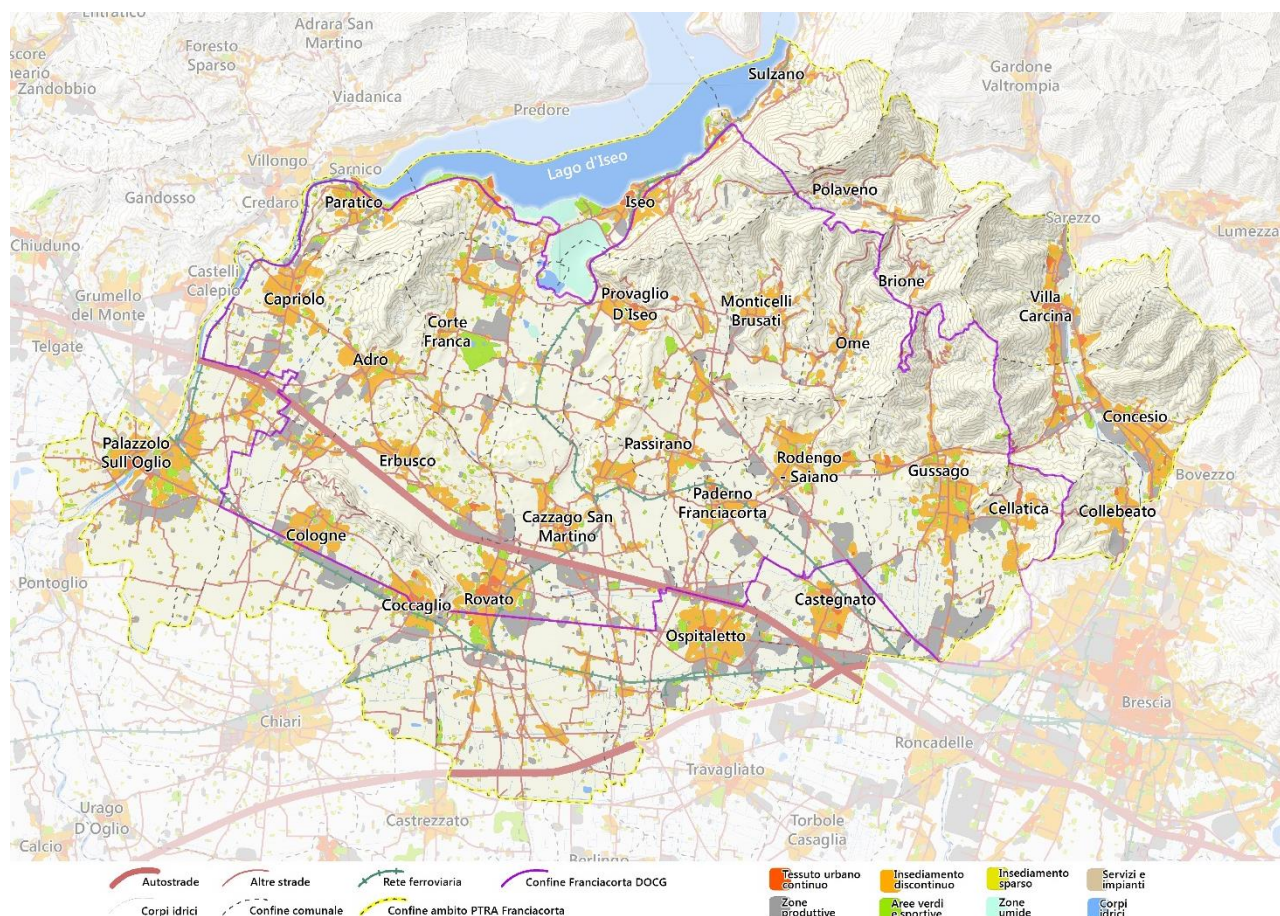 Entratico
Adrara San
Martino
Foresto
Sparso
Zandobbio
Viadanica
Gardone
Valtrompia
Sulzano
Predore
Lago d'Iseo
Villongo
Sarnico
Gandosso
Credaro
Paratico
Iseo
Polaveno
Sarezzo
Lumezza
Chiuduno
Castelli
Calepio
Grumello
del Monte
Capriolo
Brione
Villa
Carcina
Provaglio
D`Iseo
Monticelli
Brusati
Corte
Franca
Ome
Telgate
Adro
Concesio
Palazzolo
Sull`Oglio
Erbusco
Passirano
Rodengo
- Saiano
Gussago
Bovezzo
Paderno
Franciacorta
Cellatica
Collebeato
Cazzago San
Martino
Cologne
Pontoglio
Coccaglio
Rovato
Castegnato
Ospitaletto
Brescia
Chiari
Roncadelle
Travagliato
Urago
D`Oglio
Castrezzato
Torbole
Casaglia
Calcio
Autostrade
Altre strade
Rete ferroviaria
Confine Franciacorta DOCG
Corpi idrici
Confine comunale
Confine ambito PTRA Franciacorta
Tessuto urbano
continuo
Insediamento
discontinuo
Insediamento
sparso
Servizi e
impianti
Zone
produttive
Aree verdi
e sportive
Zone
umide
Corpi
idrici